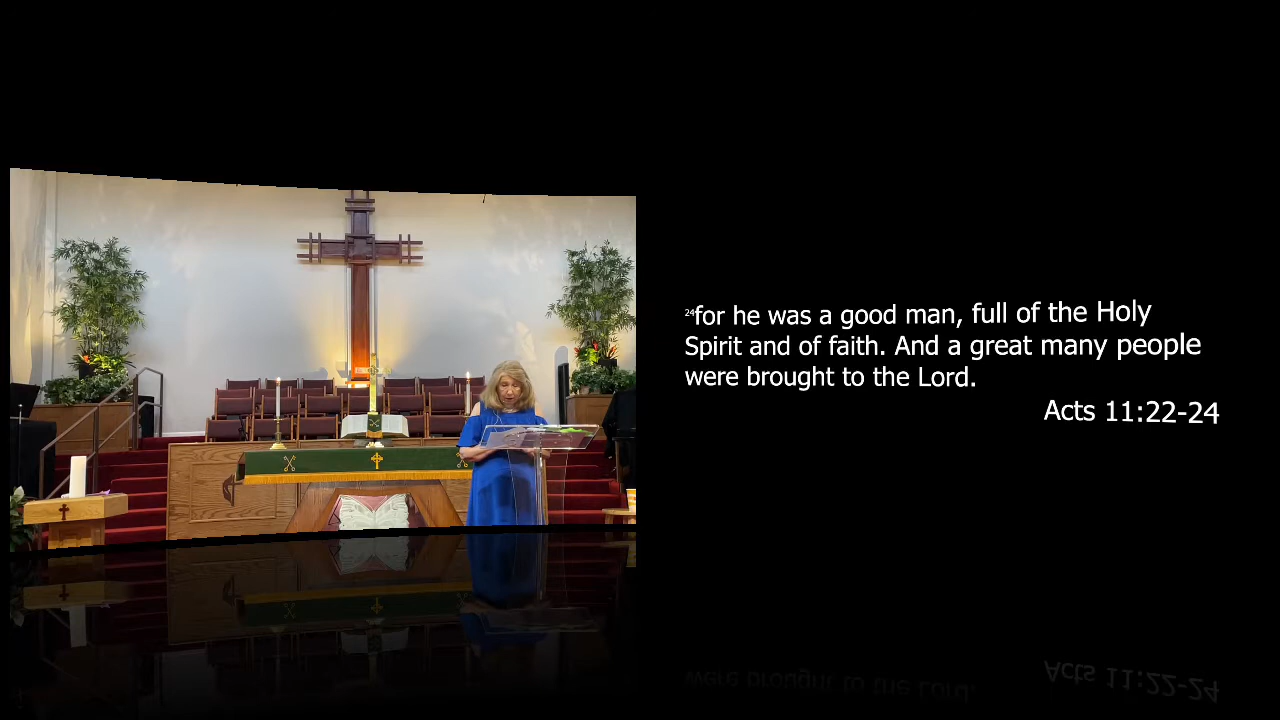 24for he was a good man, full of the Holy
Spirit and of faith. And a great many people
were brought to the Lord.
Acts 11:22-24